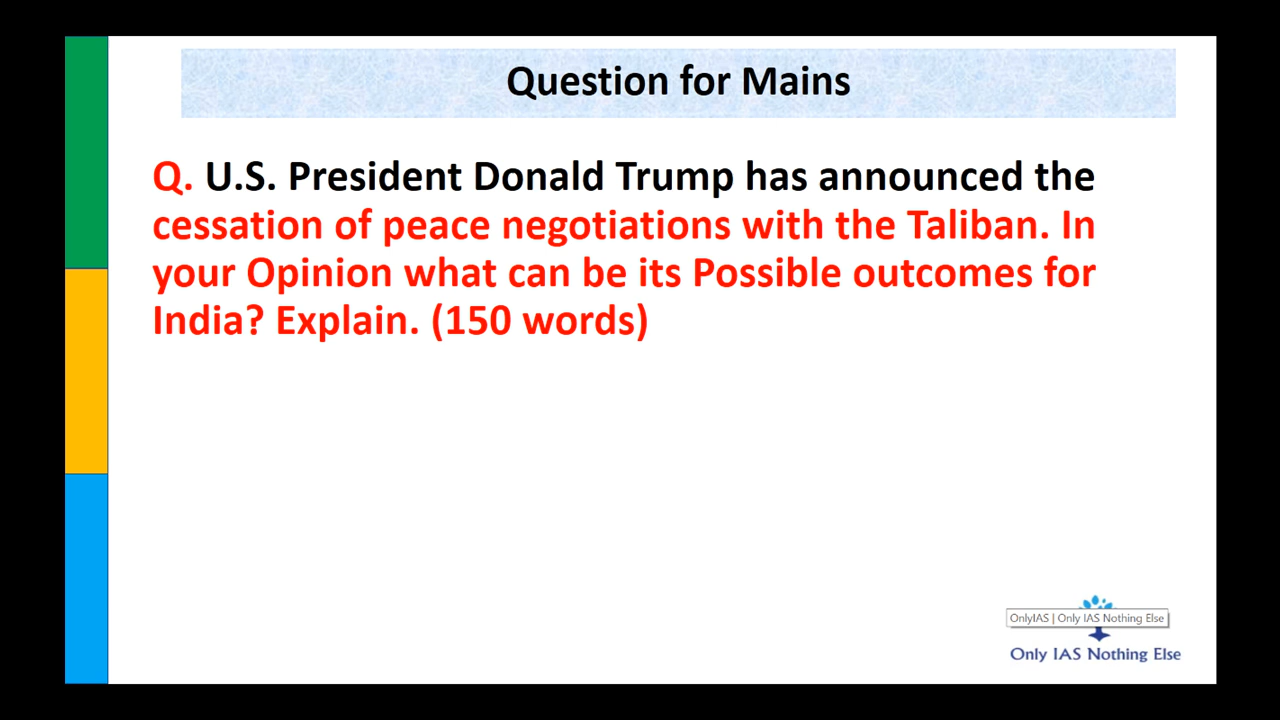 Question for Mains
Q. U.S. President Donald Trump has announced the
cessation of peace negotiations with the Taliban. In
your Opinion what can be its Possible outcomes for
India? Explain. (150 words)
OnlyIAS | Only IAS Nothing Else
Only IAS Nothing Else